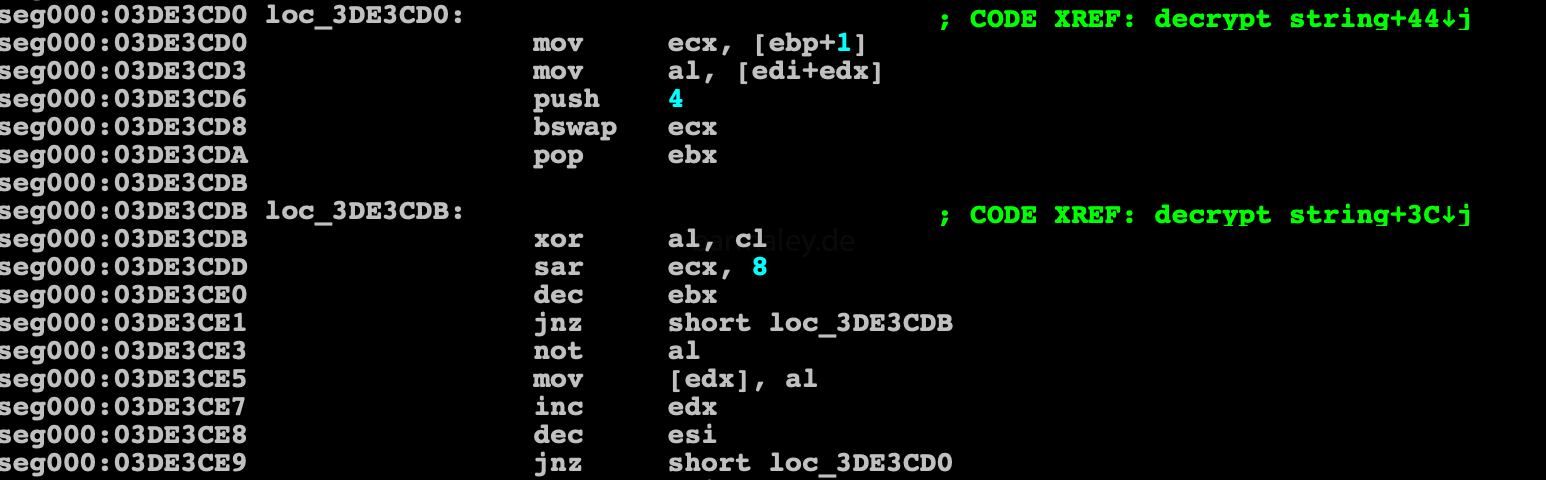 seg000:03DE3CD0 loc_3DE3CD0: ; CODE XREF: decrypt string+44↓j
seg000:03DE3CD0 mov ecx, [ebp+1]
seg000:03DE3CD3 mov al, [edi+edx]
seg000:03DE3CD6 push 4
seg000:03DE3CD8 bswap ecx
seg000:03DE3CDA pop ebx
seg000:03DE3CDB
seg000:03DE3CDB loc_3DE3CDB: ; CODE XREF: decrypt string+3C↓j
seg000:03DE3CDB xor al, cl
seg000:03DE3CDD sar ecx, 8
seg000:03DE3CE0 dec ebx
seg000:03DE3CE1 jnz short loc_3DE3CDB
seg000:03DE3CE3 not al
seg000:03DE3CE5 mov [edx], al
seg000:03DE3CE7 inc edx
seg000:03DE3CE8 dec esi
seg000:03DE3CE9 jnz short loc_3DE3CD0